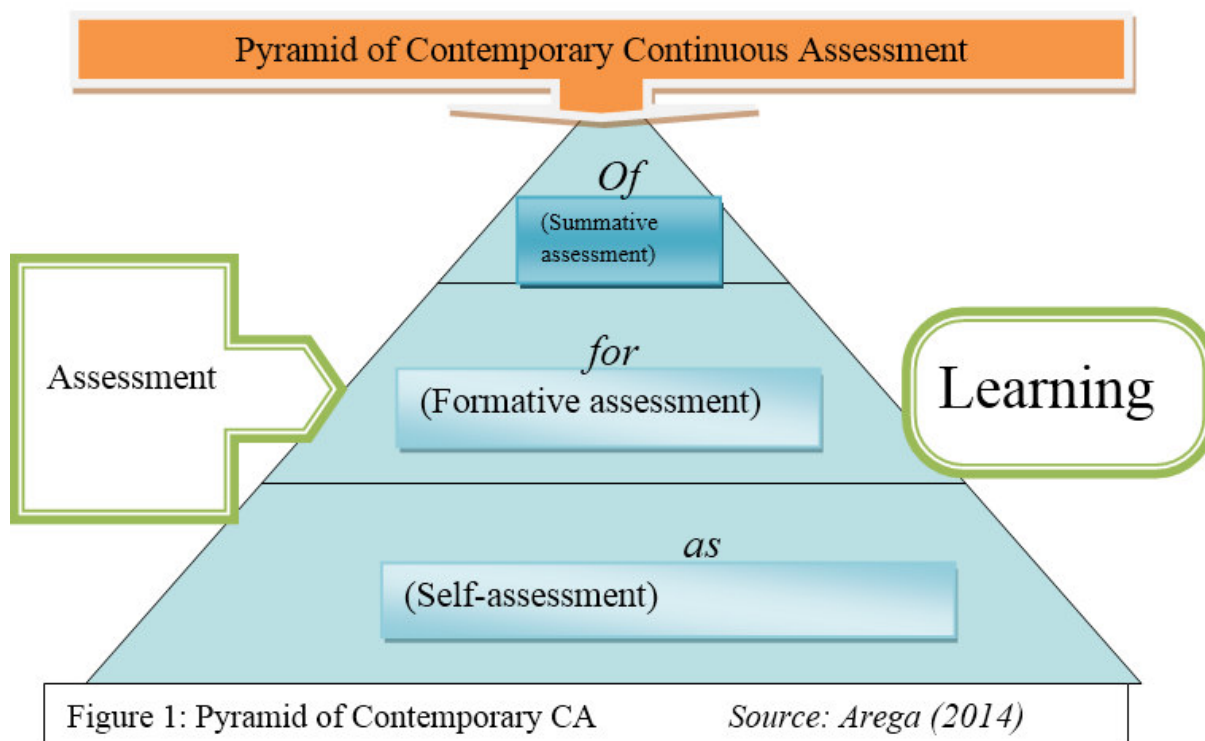 Pyramid of Contemporary Continuous Assessment
Of
(Summative
assessment)
for
Assessment
(Formative assessment)
Learning
as
(Self-assessment)
Figure 1: Pyramid of Contemporary CA Source: Arega (2014)